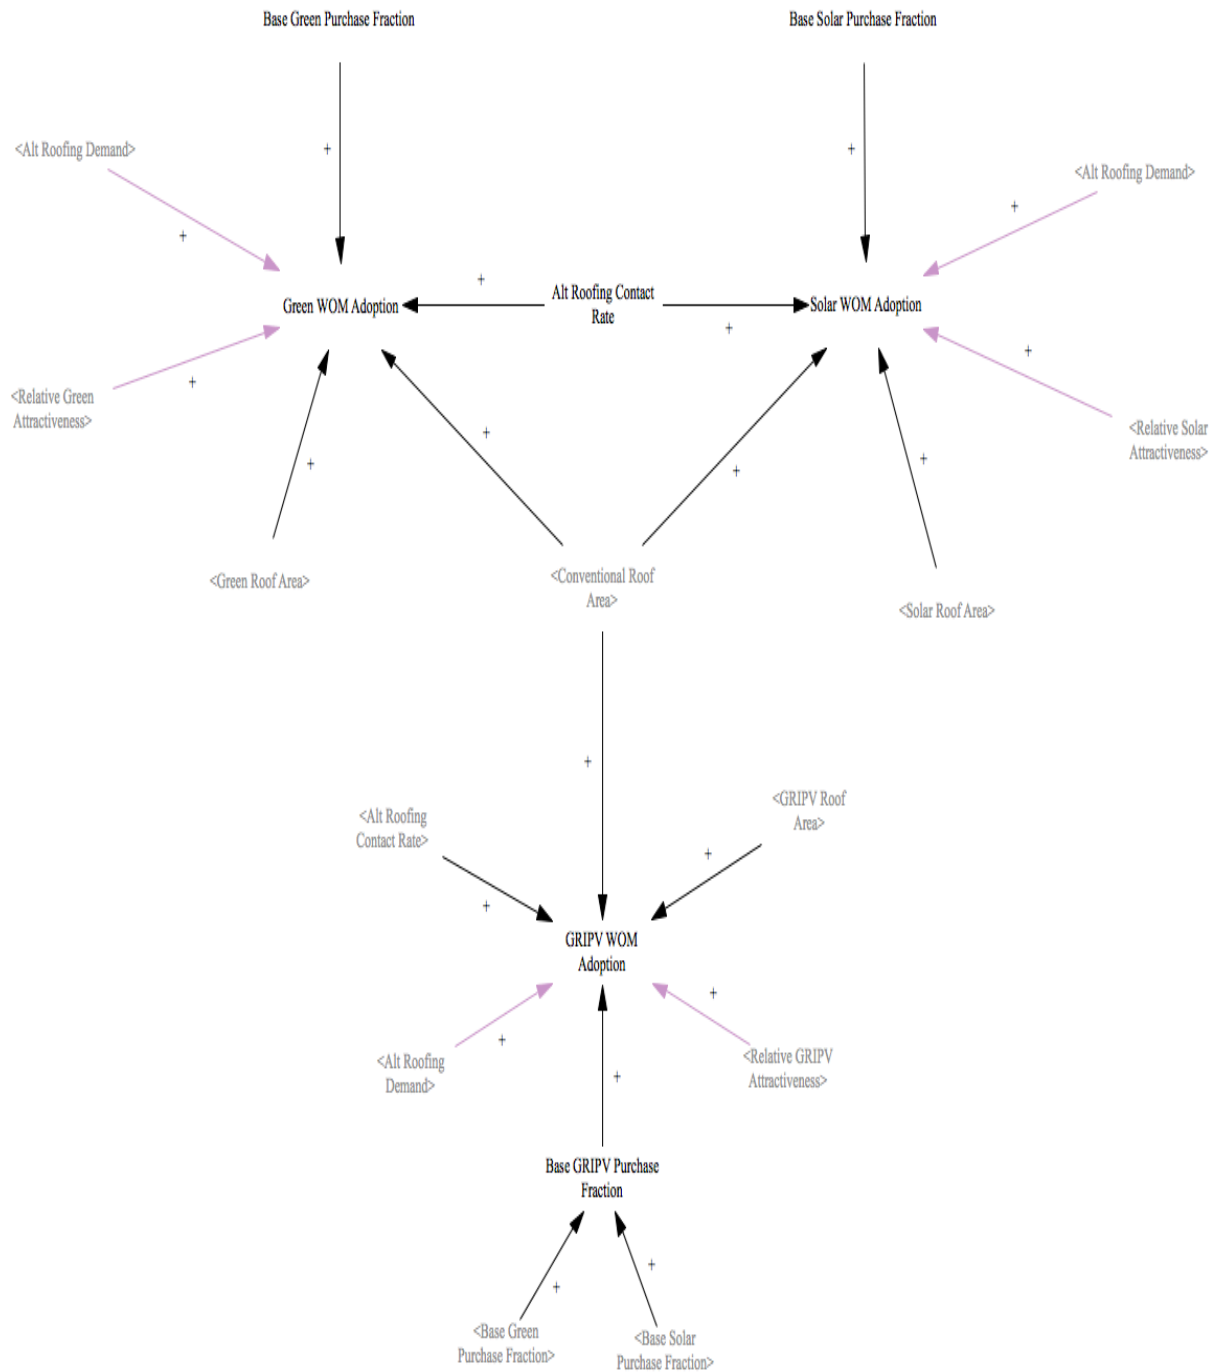 Base Green Purchase Fraction
Base Solar Purchase Fraction
+
+
<Alt Roofing Demand>
<Alt Roofing Demand>
+
+
+
Green WOM Adoption
Alt Roofing Contact
Rate
Solar WOM Adoption
+
+
+
<Relative Green
Attractiveness>
<Relative Solar
Attractiveness>
+
+
+
+
<Green Roof Area>
<Conventional Roof
Area>
<Solar Roof Area>
+
<GRIPV Roof
Area>
<Alt Roofing
Contact Rate>
+
+
GRIPV WOM
Adoption
+
+
<Alt Roofing
Demand>
<Relative GRIPV
Attractiveness>
+
Base GRIPV Purchase
Fraction
+
+
<Base Green
Purchase Fraction>
<Base Solar
Purchase Fraction>